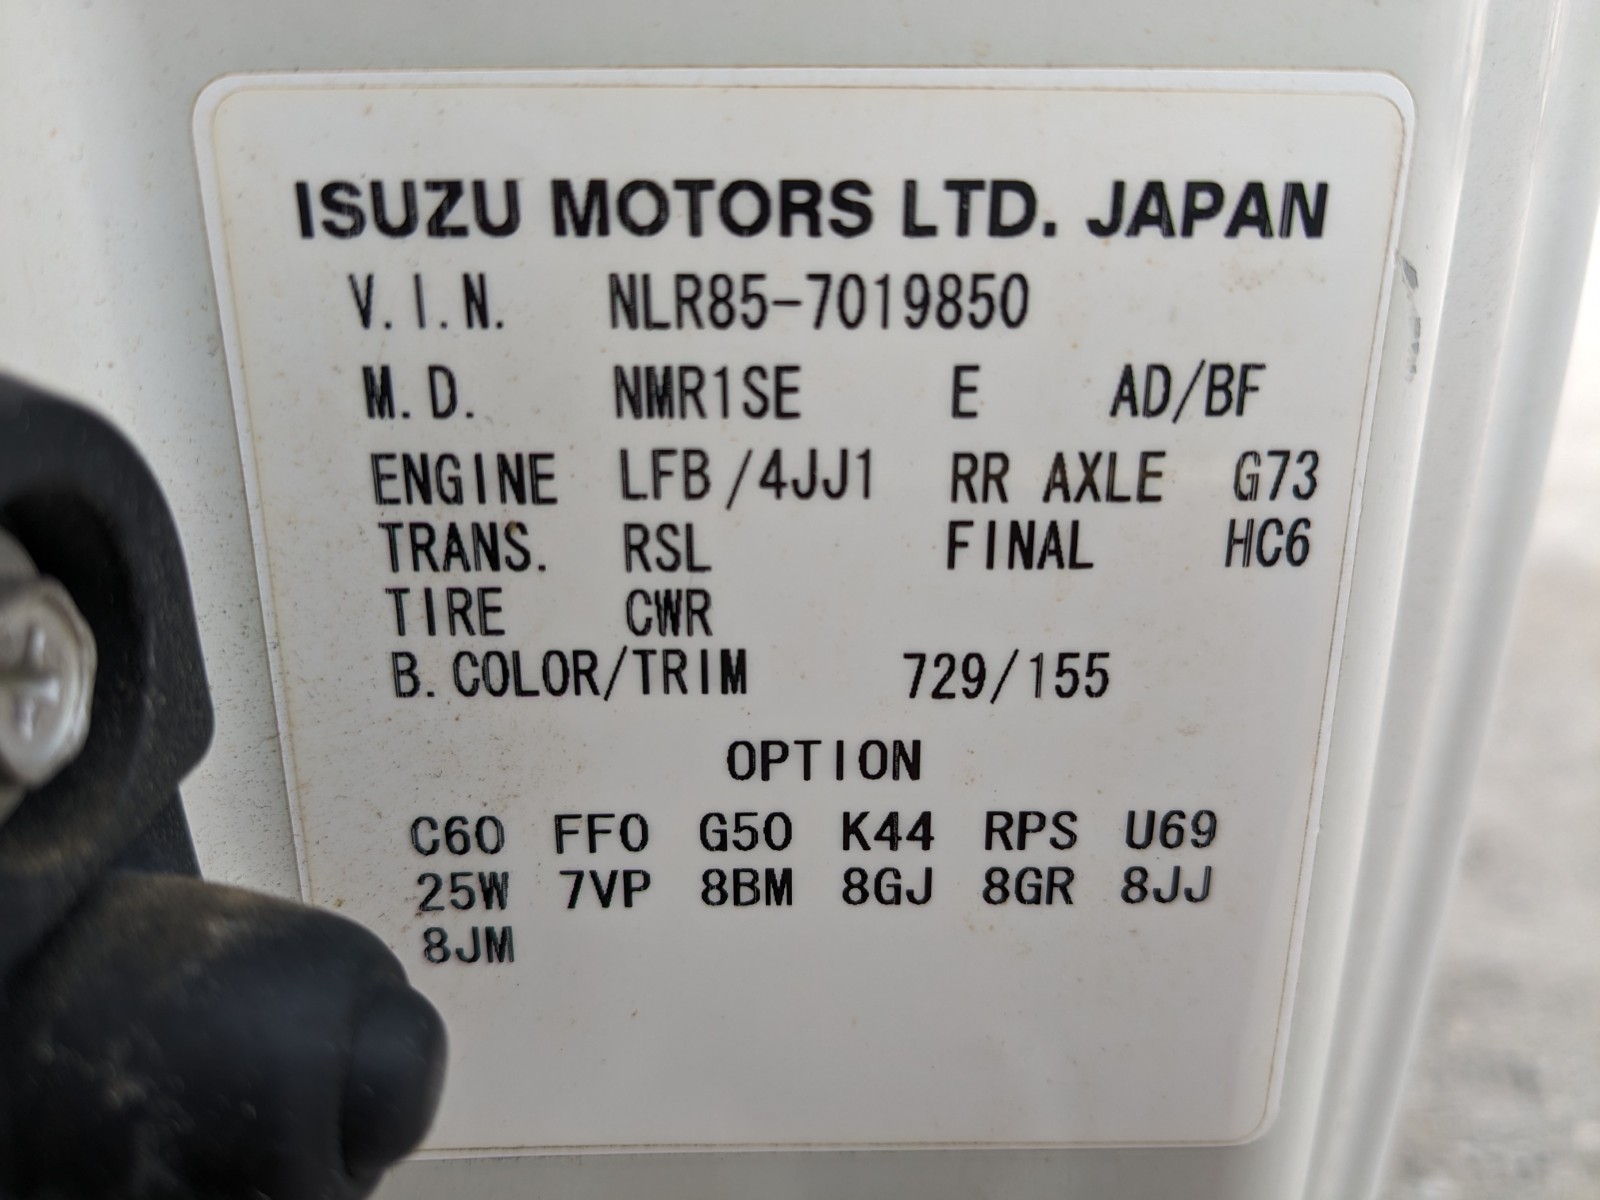 ISUZU MOTORS LTD. JAPAN
V.I.N. NLR85-7019850
M.D. NMR1SE E AD/BF
ENGINE LFB/4JJ1 RR AXLE G73
TRANS. RSL FINAL HC6
TIRE CWR
B.COLOR/TRIM 729/155
OPTION
C60 FF0 G50 K44 RPS U69
25W 7VP 8BM 8GJ 8GR 8JJ
8JM